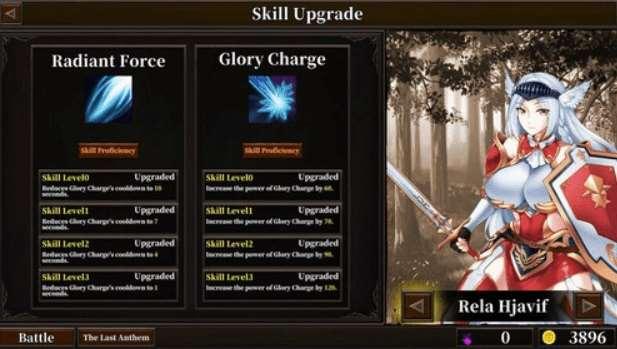 Skill Upgrade
Radiant Force
Skill Proficiency
Skill Level0 Upgraded
Reduces Glory Charge's cooldown to 10
seconds.
Skill Level1 Upgraded
Reduces Glory Charge's cooldown to 7
seconds.
Skill Level2 Upgraded
Reduces Glory Charge's cooldown to 4
seconds.
Skill Level3 Upgraded
Reduces Glory Charge's cooldown to 1
seconds.
Glory Charge
Skill Proficiency
Skill Level0 Upgraded
Increase the power of Glory Charge by 60.
Skill Level1 Upgraded
Increase the power of Glory Charge by 70.
Skill Level2 Upgraded
Increase the power of Glory Charge by 90.
Skill Level3 Upgraded
Increase the power of Glory Charge by 120.
Rela Hjavif
Battle
The Last Anthem
0
3896